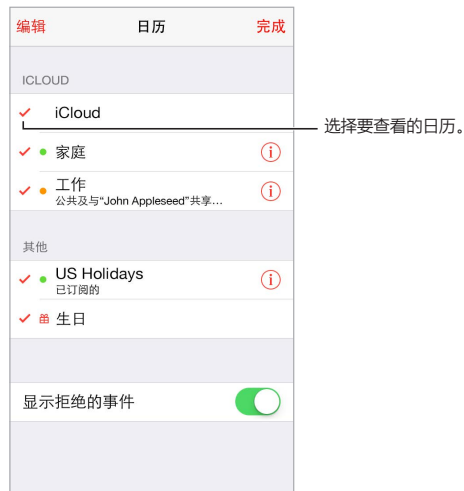 编辑 日历 完成
ICLOUD
iCloud
选择要查看的日历。
家庭
工作
公共及与“John Appleseed”共享...
其他
US Holidays
已订阅的
生日
显示拒绝的事件